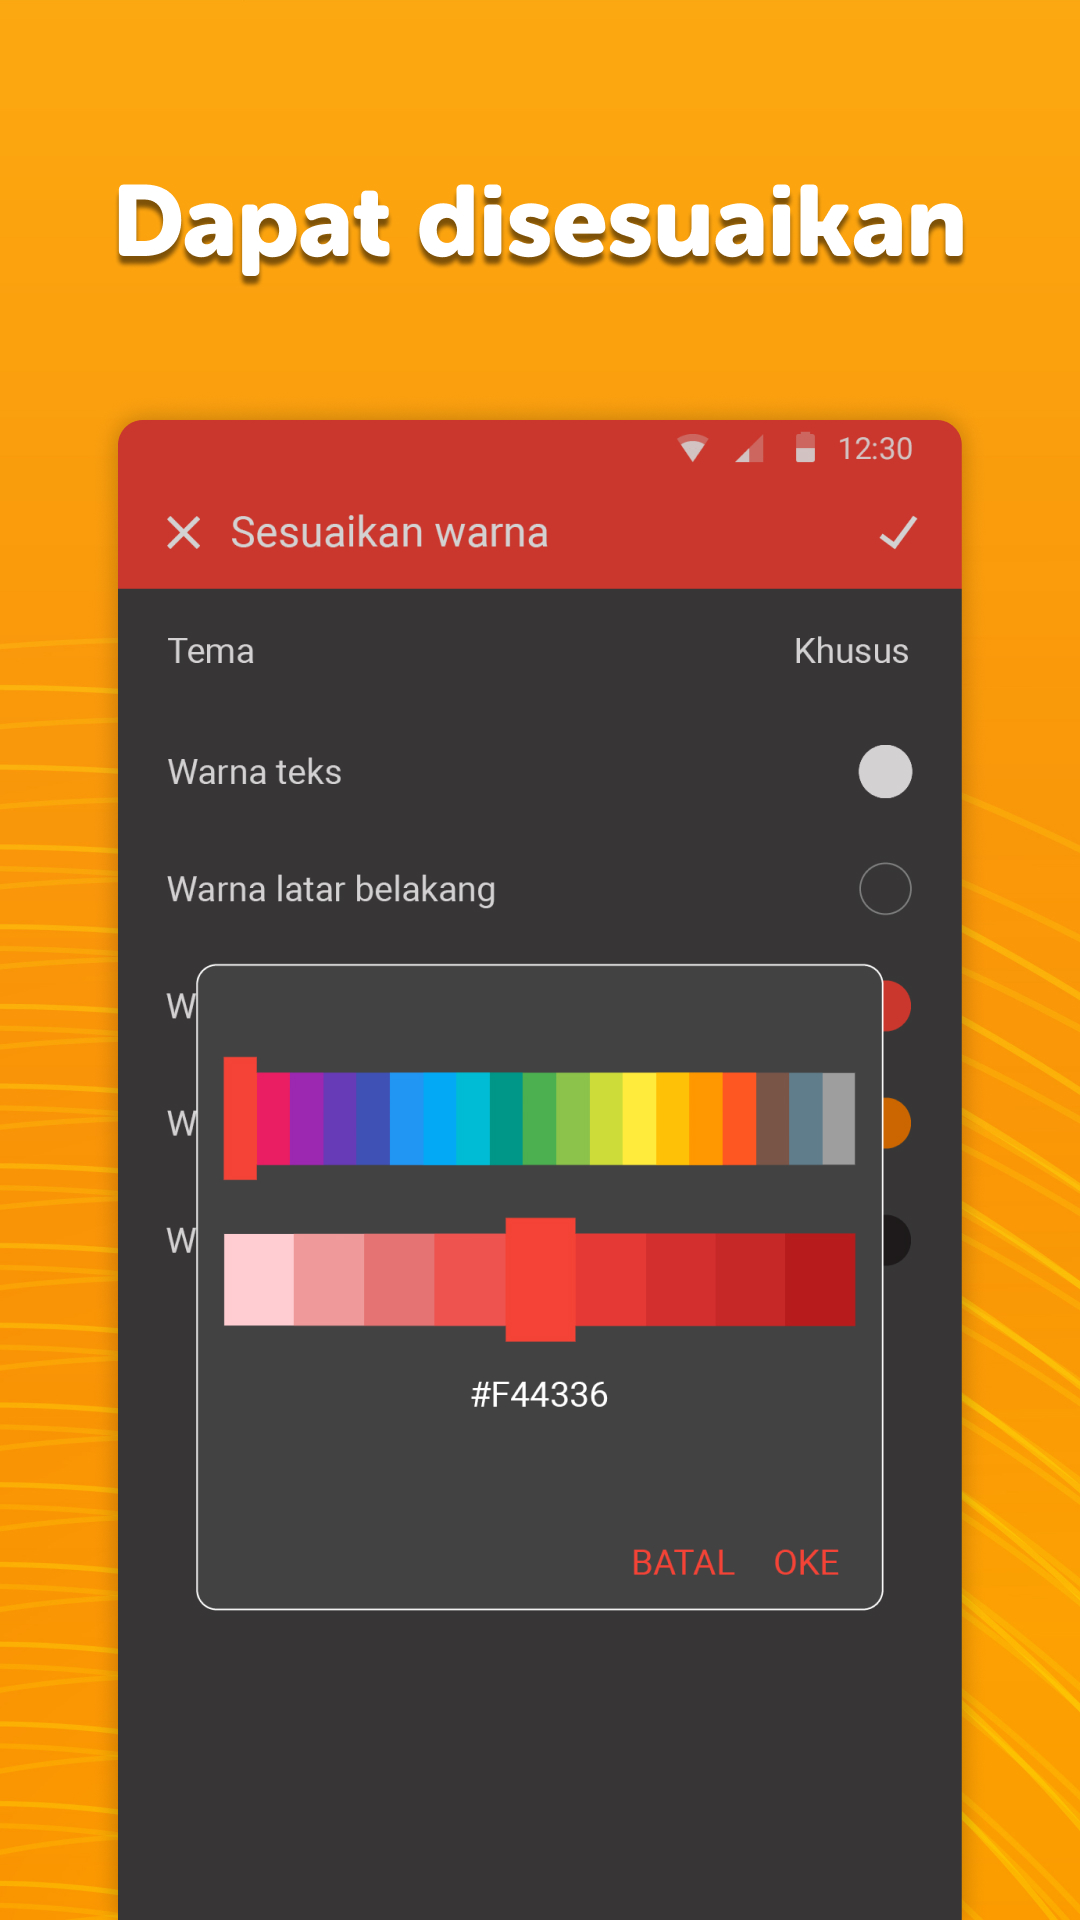 Dapat disesuaikan
12:30
Sesuaikan warna
Tema
Khusus
Warna teks
Warna latar belakang
W
W
W
#F44336
BATAL OKE